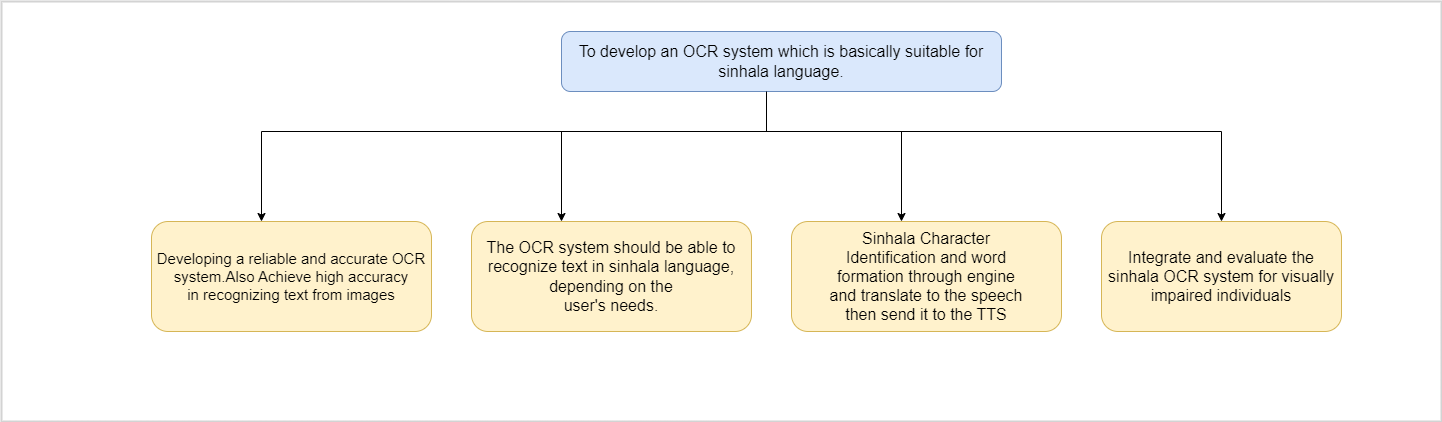 To develop an OCR system which is basically suitable for
sinhala language.
Developing a reliable and accurate OCR
system.Also Achieve high accuracy
in recognizing text from images
The OCR system should be able to
recognize text in sinhala language,
depending on the
user's needs.
Sinhala Character
Identification and word
formation through engine
and translate to the speech
then send it to the TTS
Integrate and evaluate the
sinhala OCR system for visually
impaired individuals